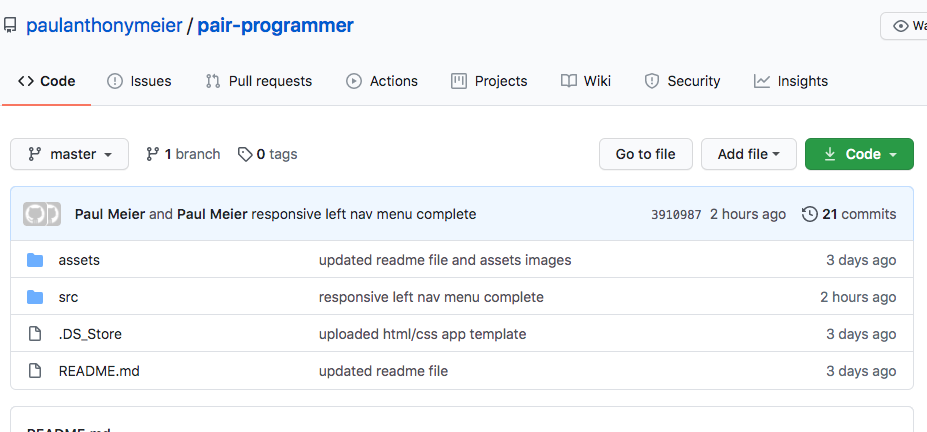 paulanthonymeier / pair-programmer
Code Issues Pull requests Actions Projects Wiki Security Insights
master 1 branch 0 tags Go to file Add file Code
Paul Meier and Paul Meier responsive left nav menu complete 3910987 2 hours ago 21 commits
assets updated readme file and assets images 3 days ago
src responsive left nav menu complete 2 hours ago
.DS_Store uploaded html/css app template 3 days ago
README.md updated readme file 3 days ago
README.md